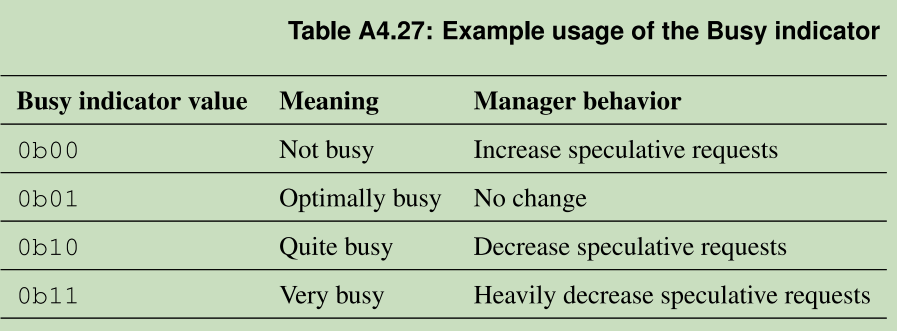 Table A4.27: Example usage of the Busy indicator
Busy indicator value Meaning Manager behavior
0b00 Not busy Increase speculative requests
0b01 Optimally busy No change
0b10 Quite busy Decrease speculative requests
0b11 Very busy Heavily decrease speculative requests